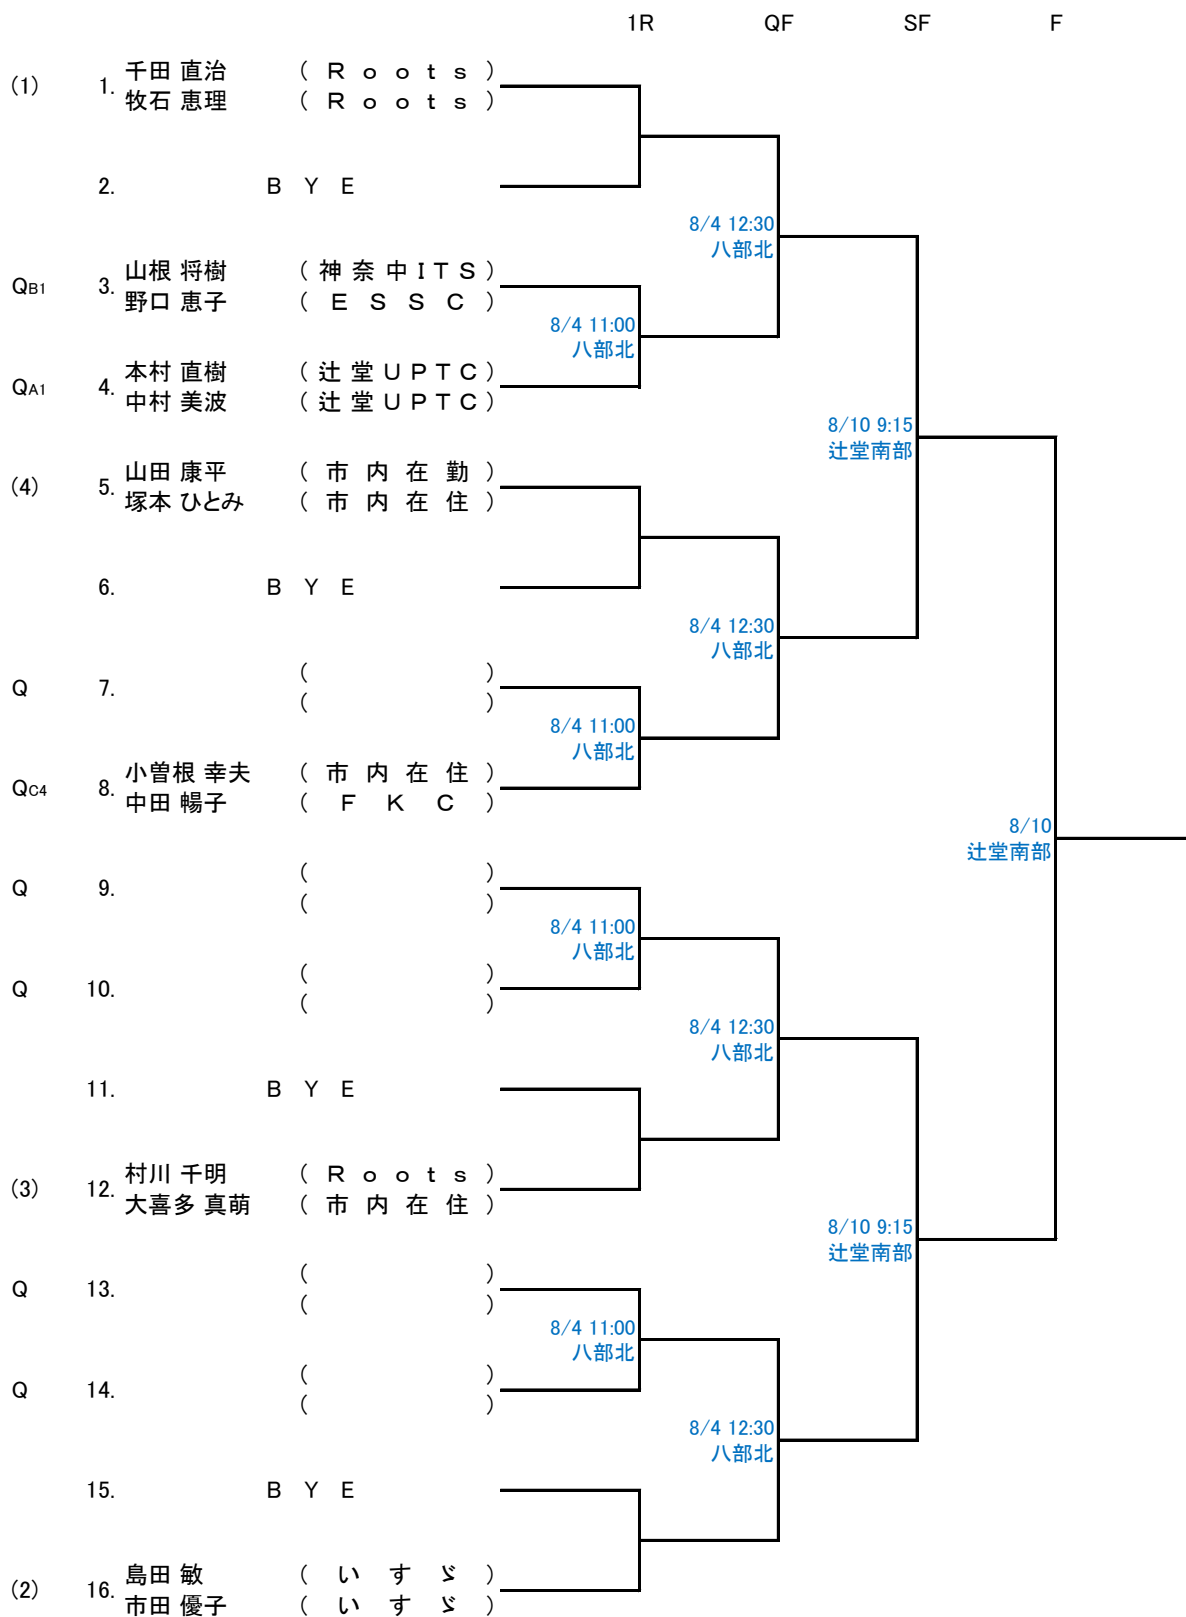 1R QF SF F
(1) 1. 千田 直治 ( Roots )
牧石 恵理 ( Roots )
2. BYE
8/4 12:30
八部北
QB1 3. 山根 将樹 ( 神奈中ITS )
野口 恵子 ( ESSC )
8/4 11:00
八部北
QA1 4. 本村 直樹 ( 辻堂UPTC )
中村 美波 ( 辻堂UPTC )
8/10 9:15
辻堂南部
(4) 5. 山田 康平 ( 市内在勤 )
塚本 ひとみ ( 市内在住 )
6. BYE
8/4 12:30
八部北
Q 7. ( )
( )
8/4 11:00
八部北
QC4 8. 小曽根 幸夫 ( 市内在住 )
中田 暢子 ( FKC )
8/10
辻堂南部
Q 9. ( )
( )
8/4 11:00
八部北
Q 10. ( )
( )
8/4 12:30
八部北
11. BYE
(3) 12. 村川 千明 ( Roots )
大喜多 真萌 ( 市内在住 )
8/10 9:15
辻堂南部
Q 13. ( )
( )
8/4 11:00
八部北
Q 14. ( )
( )
8/4 12:30
八部北
15. BYE
(2) 16. 島田 敏 ( いすゞ )
市田 優子 ( いすゞ )